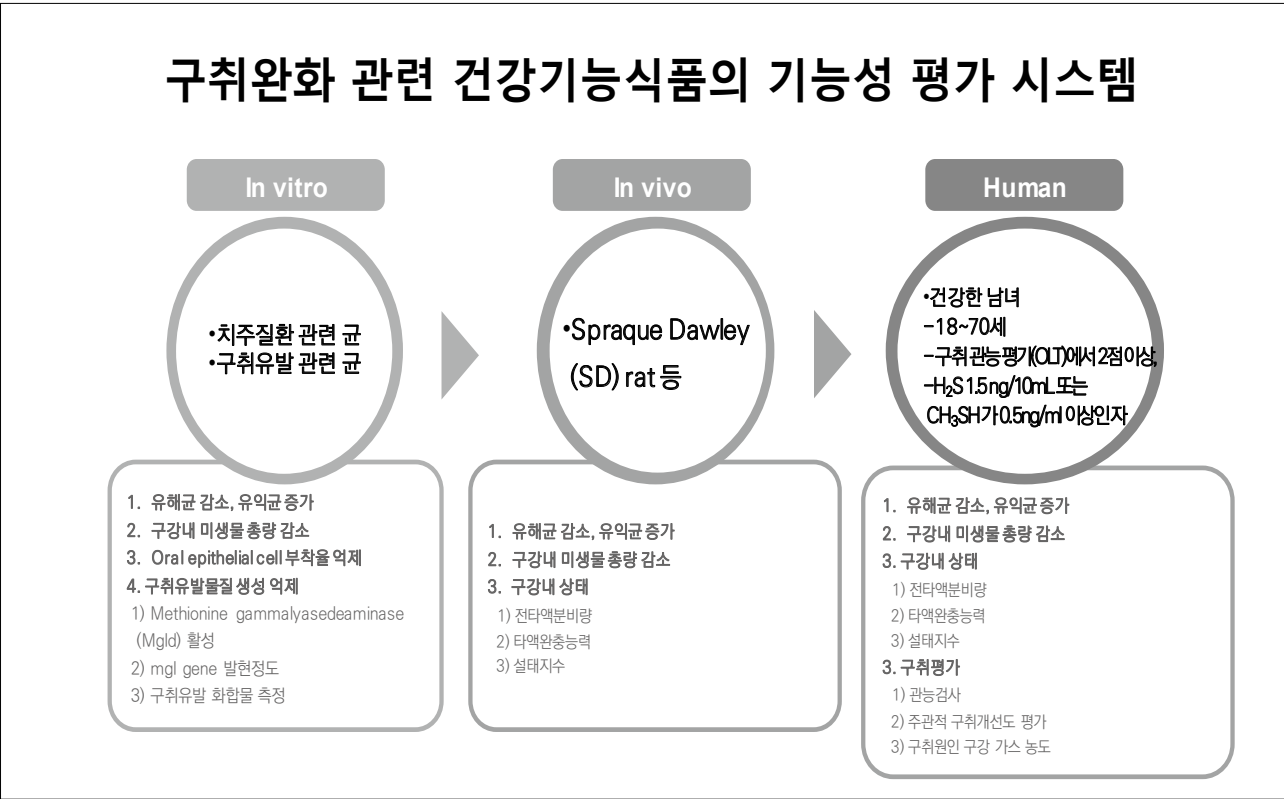 구취완화 관련 건강기능식품의 기능성 평가 시스템
In vitro
•치주질환 관련 균
•구취유발 관련 균
1. 유해균 감소, 유익균 증가
2. 구강내 미생물 총량 감소
3. Oral epithelial cell 부착율 억제
4. 구취유발물질 생성 억제
1) Methionine gammalyasedeaminase
(Mgld) 활성
2) mgl gene 발현정도
3) 구취유발 화합물 측정
In vivo
•Spraque Dawley
(SD) rat 등
1. 유해균 감소, 유익균 증가
2. 구강내 미생물 총량 감소
3. 구강내 상태
1) 전타액분비량
2) 타액완충능력
3) 설태지수
Human
•건강한 남녀
-18~70세
-구취 관능 평가(OLT)에서 2점 이상,
-H₂S 1.5 ng/10mL 또는
CH₃SH가 0.5ng/ml 이상인 자
1. 유해균 감소, 유익균 증가
2. 구강내 미생물 총량 감소
3. 구강내 상태
1) 전타액분비량
2) 타액완충능력
3) 설태지수
3. 구취평가
1) 관능검사
2) 주관적 구취개선도 평가
3) 구취원인 구강 가스 농도